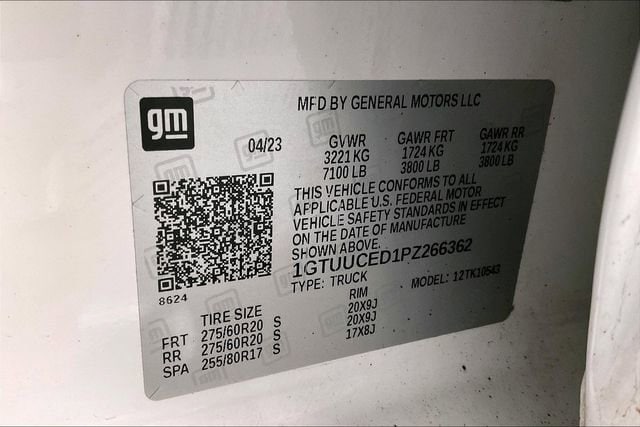 gm
MFD BY GENERAL MOTORS LLC
04/23
GVWR GAWR FRT GAWR RR
3221 KG 1724 KG 1724 KG
7100 LB 3800 LB 3800 LB
THIS VEHICLE CONFORMS TO ALL
APPLICABLE U.S. FEDERAL MOTOR
VEHICLE SAFETY STANDARDS IN EFFECT
ON THE DATE OF MANUFACTURE
SHOWN ABOVE.
1GTUUCED1PZ266362
TYPE: TRUCK MODEL: 12TK10543
8624
TIRE SIZE RIM
FRT 275/60R20 S 20X9J
RR 275/60R20 S 20X9J
SPA 255/80R17 S 17X8J